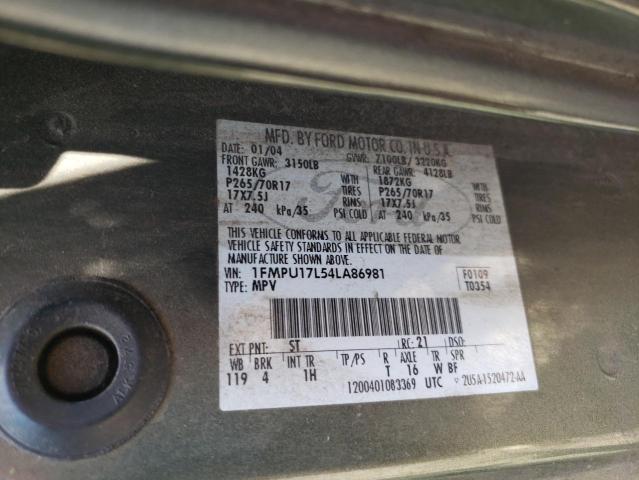 MFD. BY FORD MOTOR CO. IN U.S.A.
DATE: 01/04 GVWR: 7100LB/ 3220KG
FRONT GAWR: 3150LB REAR GAWR: 4128LB
1428KG WITH 1872KG WITH
P265/70R17 TIRES P265/70R17 TIRES
17X7.5J RIMS 17X7.5J RIMS
AT 240 kPa/35 PSI COLD AT 240 kPa/35 PSI COLD
Ford
THIS VEHICLE CONFORMS TO ALL APPLICABLE FEDERAL MOTOR
VEHICLE SAFETY STANDARDS IN EFFECT ON THE DATE OF
MANUFACTURE SHOWN ABOVE.
VIN: 1FMPU17L54LA86981 F0109
TYPE: MPV T0354
EXT PNT: ST RC: 21 DSO:
WB BRK INT TR TP/PS R AXLE TR SPR
119 4 1H T 16 W BF
1200401083369 UTC 2U5A-1520472-AA